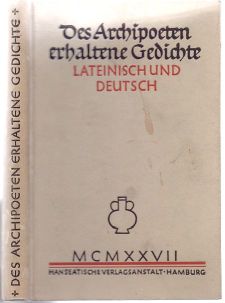 + DES ARCHIPOETEN ERHALTENE GEDICHTE +
Des Archipoeten
erhaltene Gedichte
LATEINISCH UND
DEUTSCH
MCMXXVII
HANSEATISCHE VERLAGSANSTALT · HAMBURG